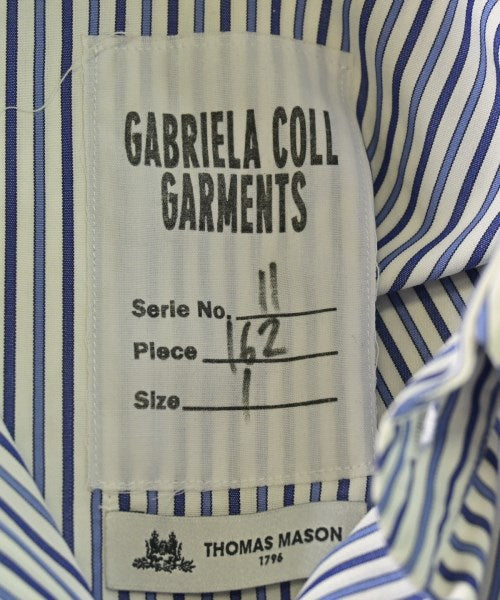 GABRIELA COLL
GARMENTS
Serie No. 11
Piece 162
Size 1
THOMAS MASON
1796